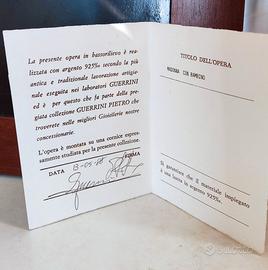 La presente opera in bassorilievo è rea-
lizzata con argento 925‰ secondo la più
antica e tradizionale lavorazione artigio-
nale eseguita nei laboratori GUERRINI
ed è per questo che fa parte della pre-
giata collezione GUERRINI PIETRO che
troverete nelle migliori Gioiellerie nostre
concessionarie.
L'opera è montata su una cornice espres-
samente studiata per la presente collezione.
DATA FIRMA
TITOLO DELL'OPERA
MADONNA CON BAMBINO
Si garantisce che il materiale impiegato
è una lastra in argento 925‰.